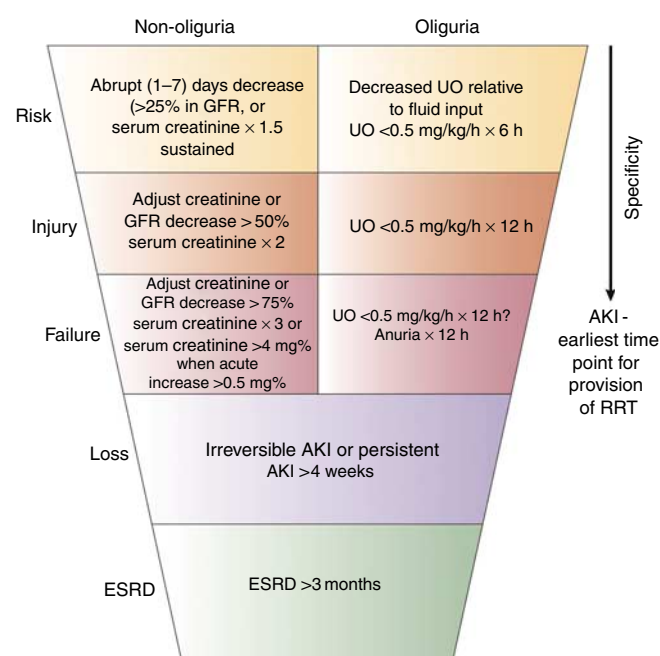 Non-oliguria
Oliguria
Risk
Abrupt (1–7) days decrease
(>25% in GFR, or
serum creatinine × 1.5
sustained
Decreased UO relative
to fluid input
UO <0.5 mg/kg/h × 6 h
Specificity
Injury
Adjust creatinine or
GFR decrease >50%
serum creatinine × 2
UO <0.5 mg/kg/h × 12 h
Failure
Adjust creatinine or
GFR decrease >75%
serum creatinine × 3 or
serum creatinine >4 mg%
when acute
increase >0.5 mg%
UO <0.5 mg/kg/h × 12 h?
Anuria × 12 h
AKI -
earliest time
point for
provision
of RRT
Loss
Irreversible AKI or persistent
AKI >4 weeks
ESRD
ESRD >3 months